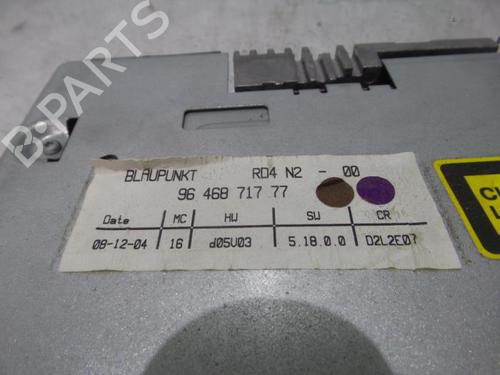 B-PARTS
BLAUPUNKT RD4 N2 - 00
96 468 717 77
Date MC HW SW CR
08-12-04 16 d05V03 5.18.0.0 D2L2E07